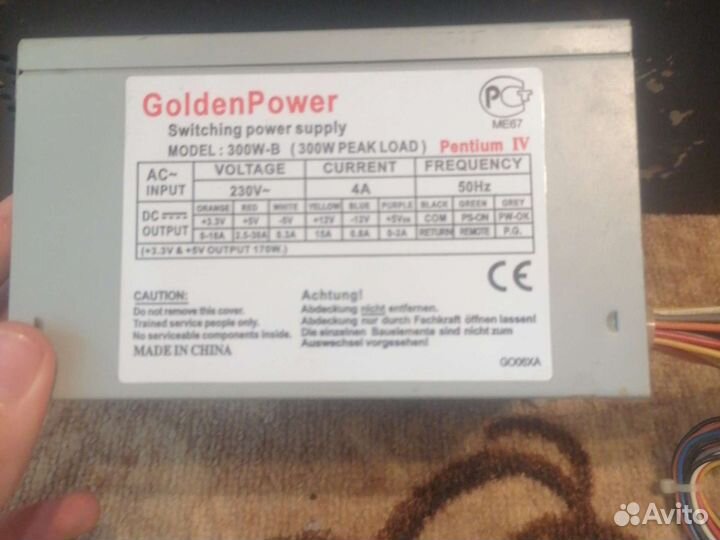 GoldenPower
Switching power supply
MODEL : 300W-B ( 300W PEAK LOAD ) Pentium IV
PCT
ME67
AC~ INPUT VOLTAGE CURRENT FREQUENCY
230V~ 4A 50Hz
DC OUTPUT ORANGE RED WHITE YELLOW BLUE PURPLE BLACK GREEN GREY
+3.3V +5V -5V +12V -12V +5Vsb COM PS-ON PW-OK
0-18A 2.5-30A 0.3A 15A 0.8A 0-2A RETURN REMOTE P.G.
(+3.3V & +5V OUTPUT 170W.)
CE
CAUTION:
Do not remove this cover.
Trained service people only.
No serviceable components inside.
MADE IN CHINA
Achtung!
Abdeckung nicht entfernen.
Abdeckung nur durch Fachkraft öffnen lassen!
Die einzelnen Bauelemente sind nicht zum
Auswechsel vorgesehen!
GO06XA
Avito